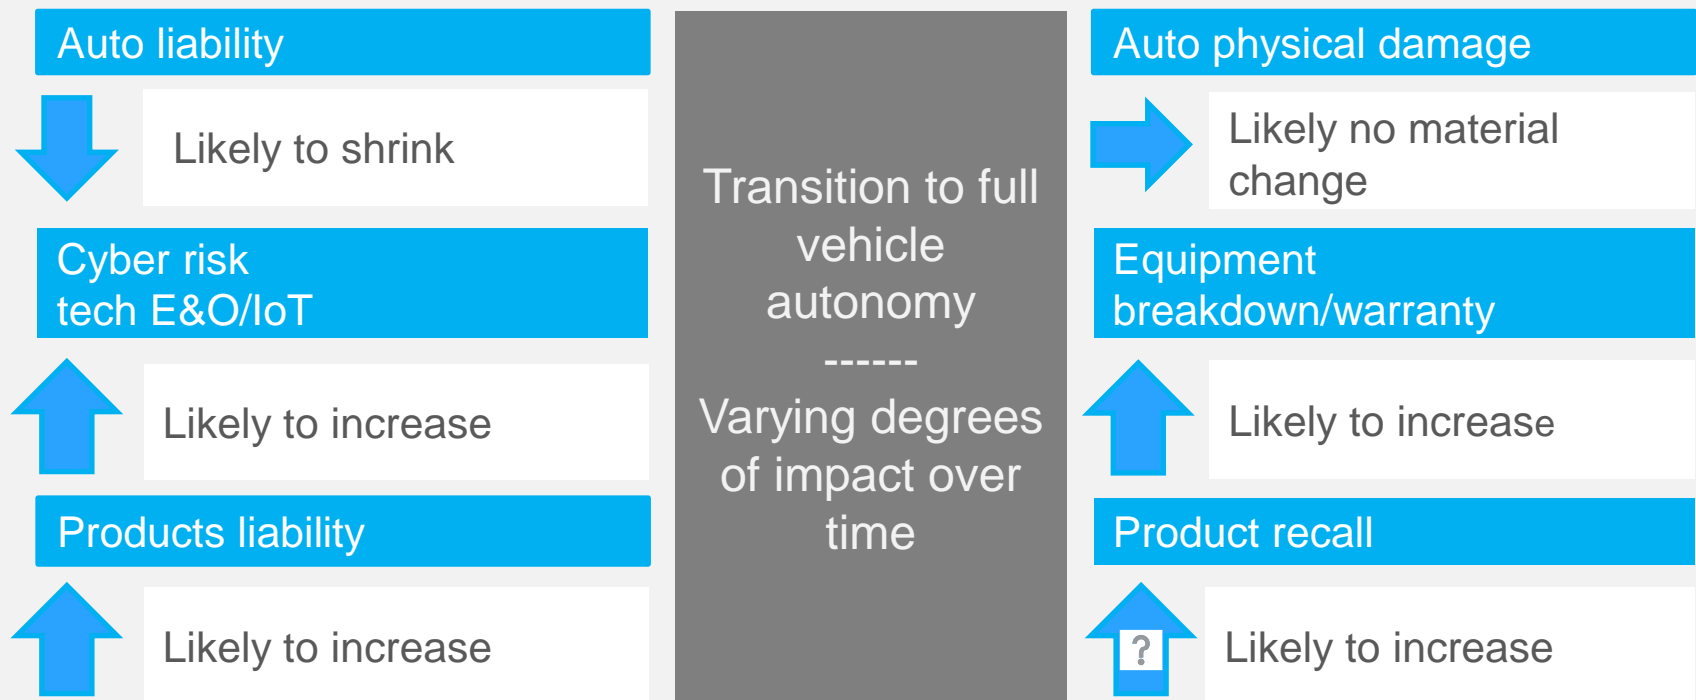 Auto liability
Likely to shrink
Cyber risk
tech E&O/IoT
Likely to increase
Products liability
Likely to increase
Transition to full
vehicle
autonomy
------
Varying degrees
of impact over
time
Auto physical damage
Likely no material
change
Equipment
breakdown/warranty
Likely to increase
Product recall
?
Likely to increase